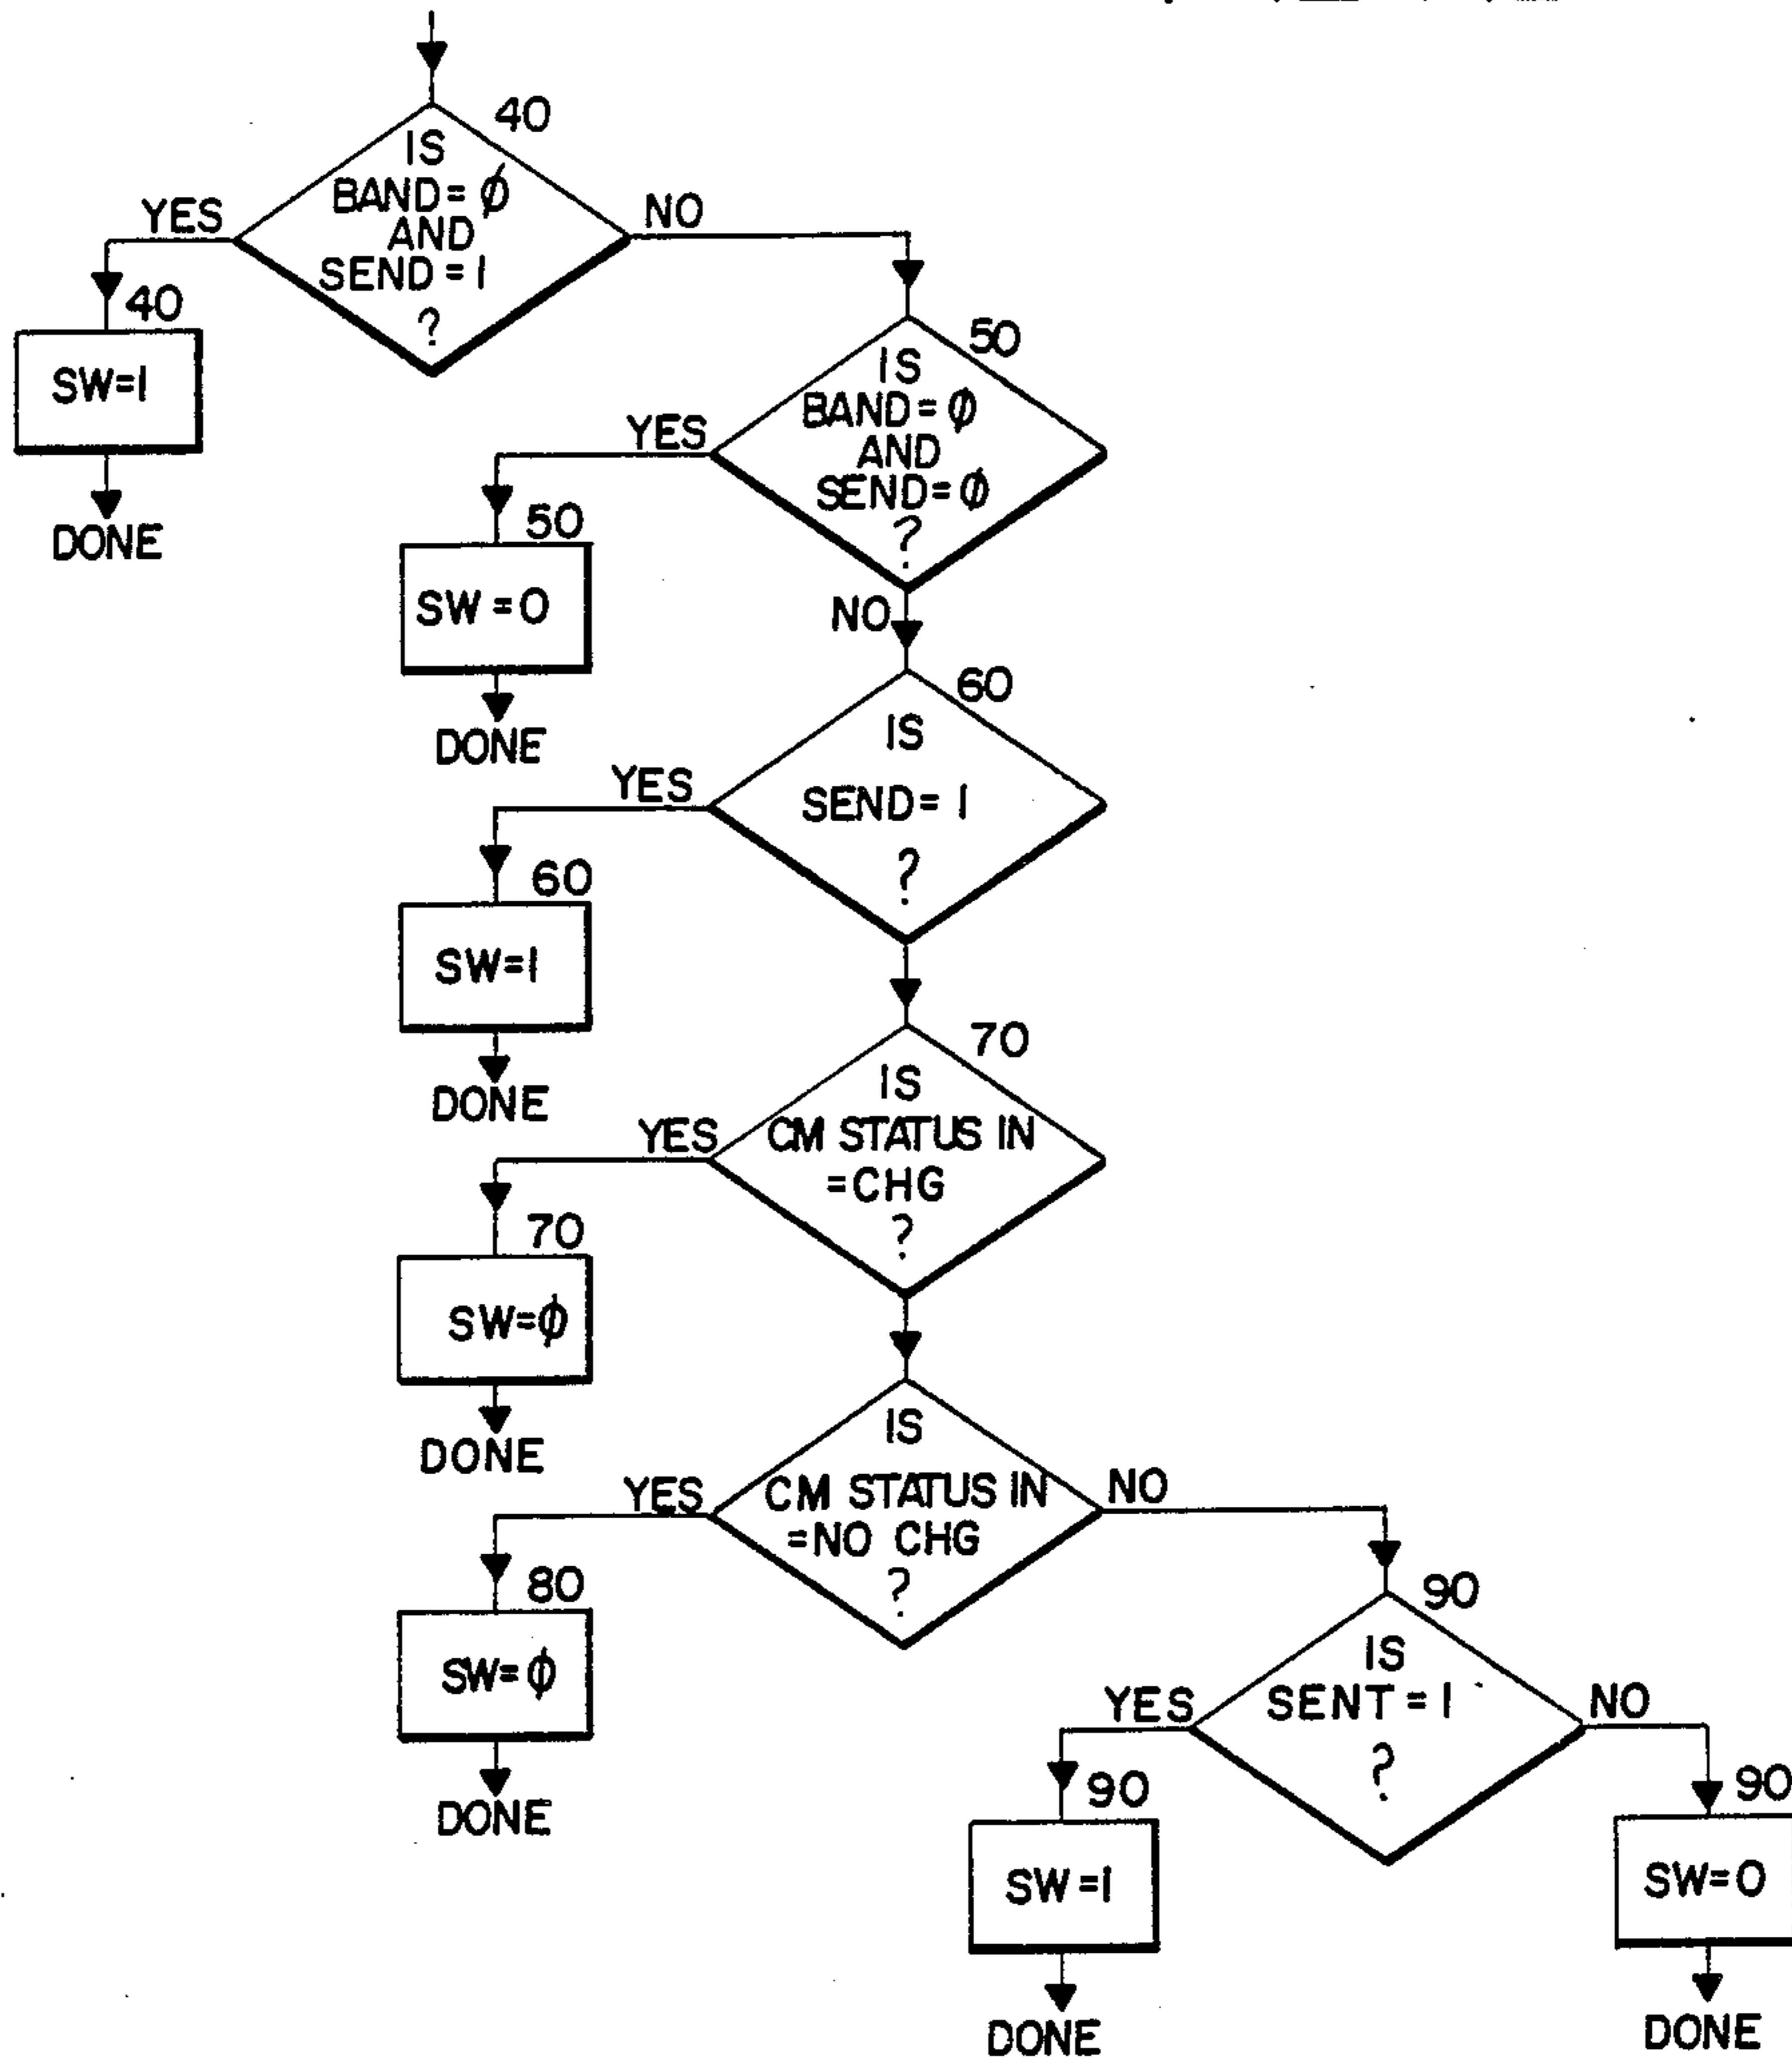 40
IS
BAND=φ
AND
SEND=1
?
YES
NO
40
SW=1
DONE
50
IS
BAND=φ
AND
SEND=φ
?
YES
NO
50
SW=0
DONE
60
IS
SEND=1
?
YES
60
SW=1
DONE
70
IS
CM STATUS IN
=CHG
?
YES
70
SW=φ
DONE
IS
CM STATUS IN
=NO CHG
?
YES
NO
80
SW=φ
DONE
90
IS
SENT=1
?
YES
NO
90
SW=1
DONE
90
SW=0
DONE